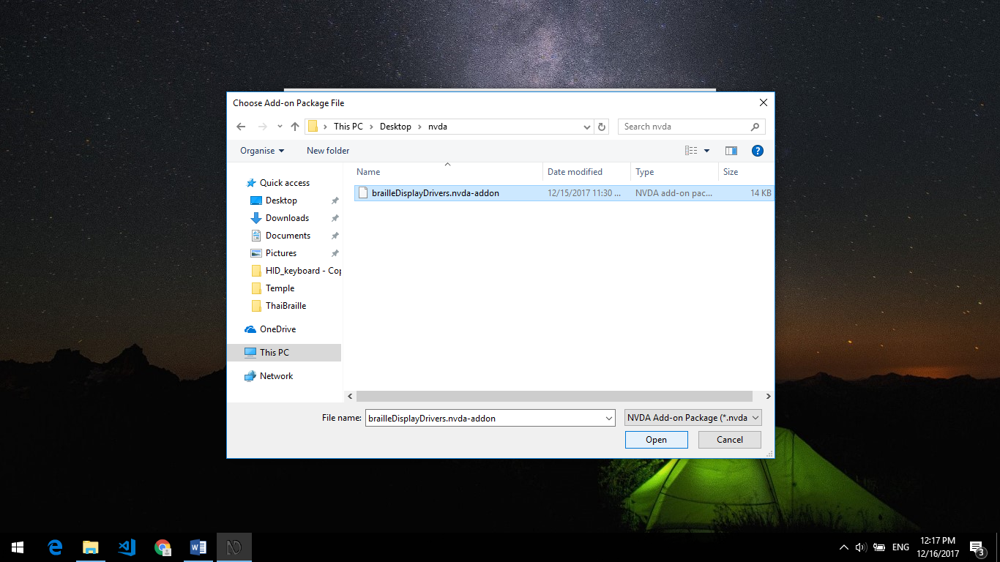 Choose Add-on Package File
This PC > Desktop > nvda
Search nvda
Organise
New folder
Name
Date modified
Type
Size
brailleDisplayDrivers.nvda-addon
12/15/2017 11:30 ...
NVDA add-on pac...
14 KB
Quick access
Desktop
Downloads
Documents
Pictures
HID_keyboard - Cop
Temple
ThaiBraille
OneDrive
This PC
Network
File name:
brailleDisplayDrivers.nvda-addon
NVDA Add-on Package (*.nvda
Open
Cancel
ENG
12:17 PM
12/16/2017
3